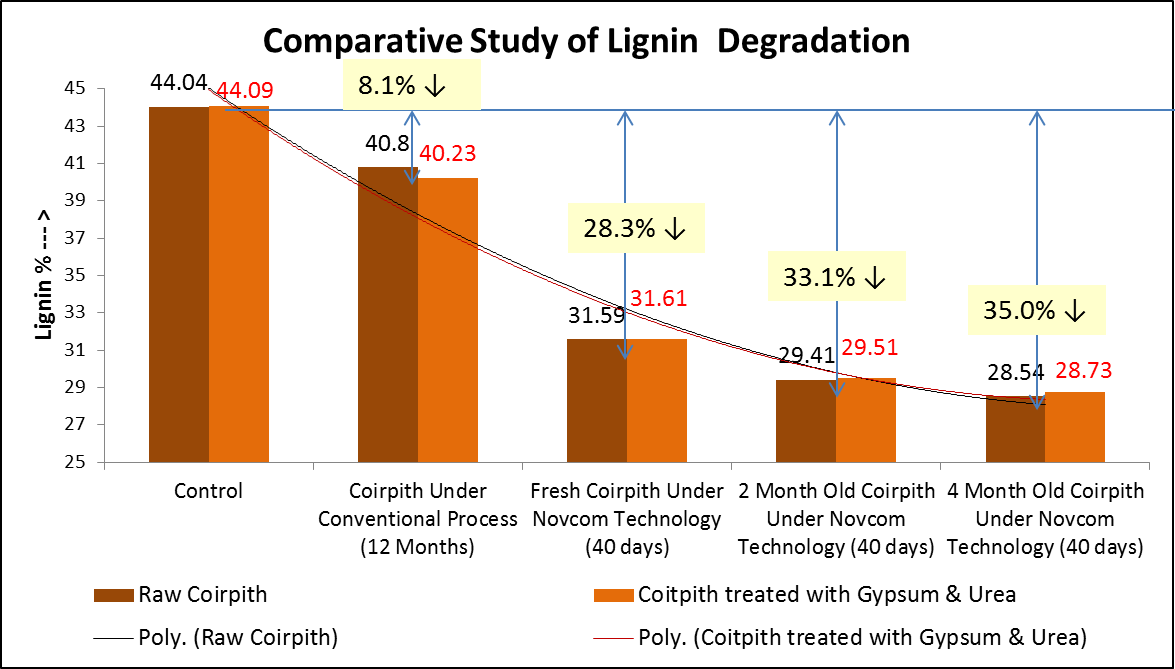 Comparative Study of Lignin Degradation
Lignin % --- >
45
43
41
39
37
35
33
31
29
27
25
44.04
44.09
8.1% ↓
40.8
40.23
28.3% ↓
31.59
31.61
33.1% ↓
29.41
29.51
35.0% ↓
28.54
28.73
Control
Coirpith Under
Conventional Process
(12 Months)
Fresh Coirpith Under
Novcom Technology
(40 days)
2 Month Old Coirpith
Under Novcom
Technology (40 days)
4 Month Old Coirpith
Under Novcom
Technology (40 days)
Raw Coirpith
Coitpith treated with Gypsum & Urea
Poly. (Raw Coirpith)
Poly. (Coitpith treated with Gypsum & Urea)